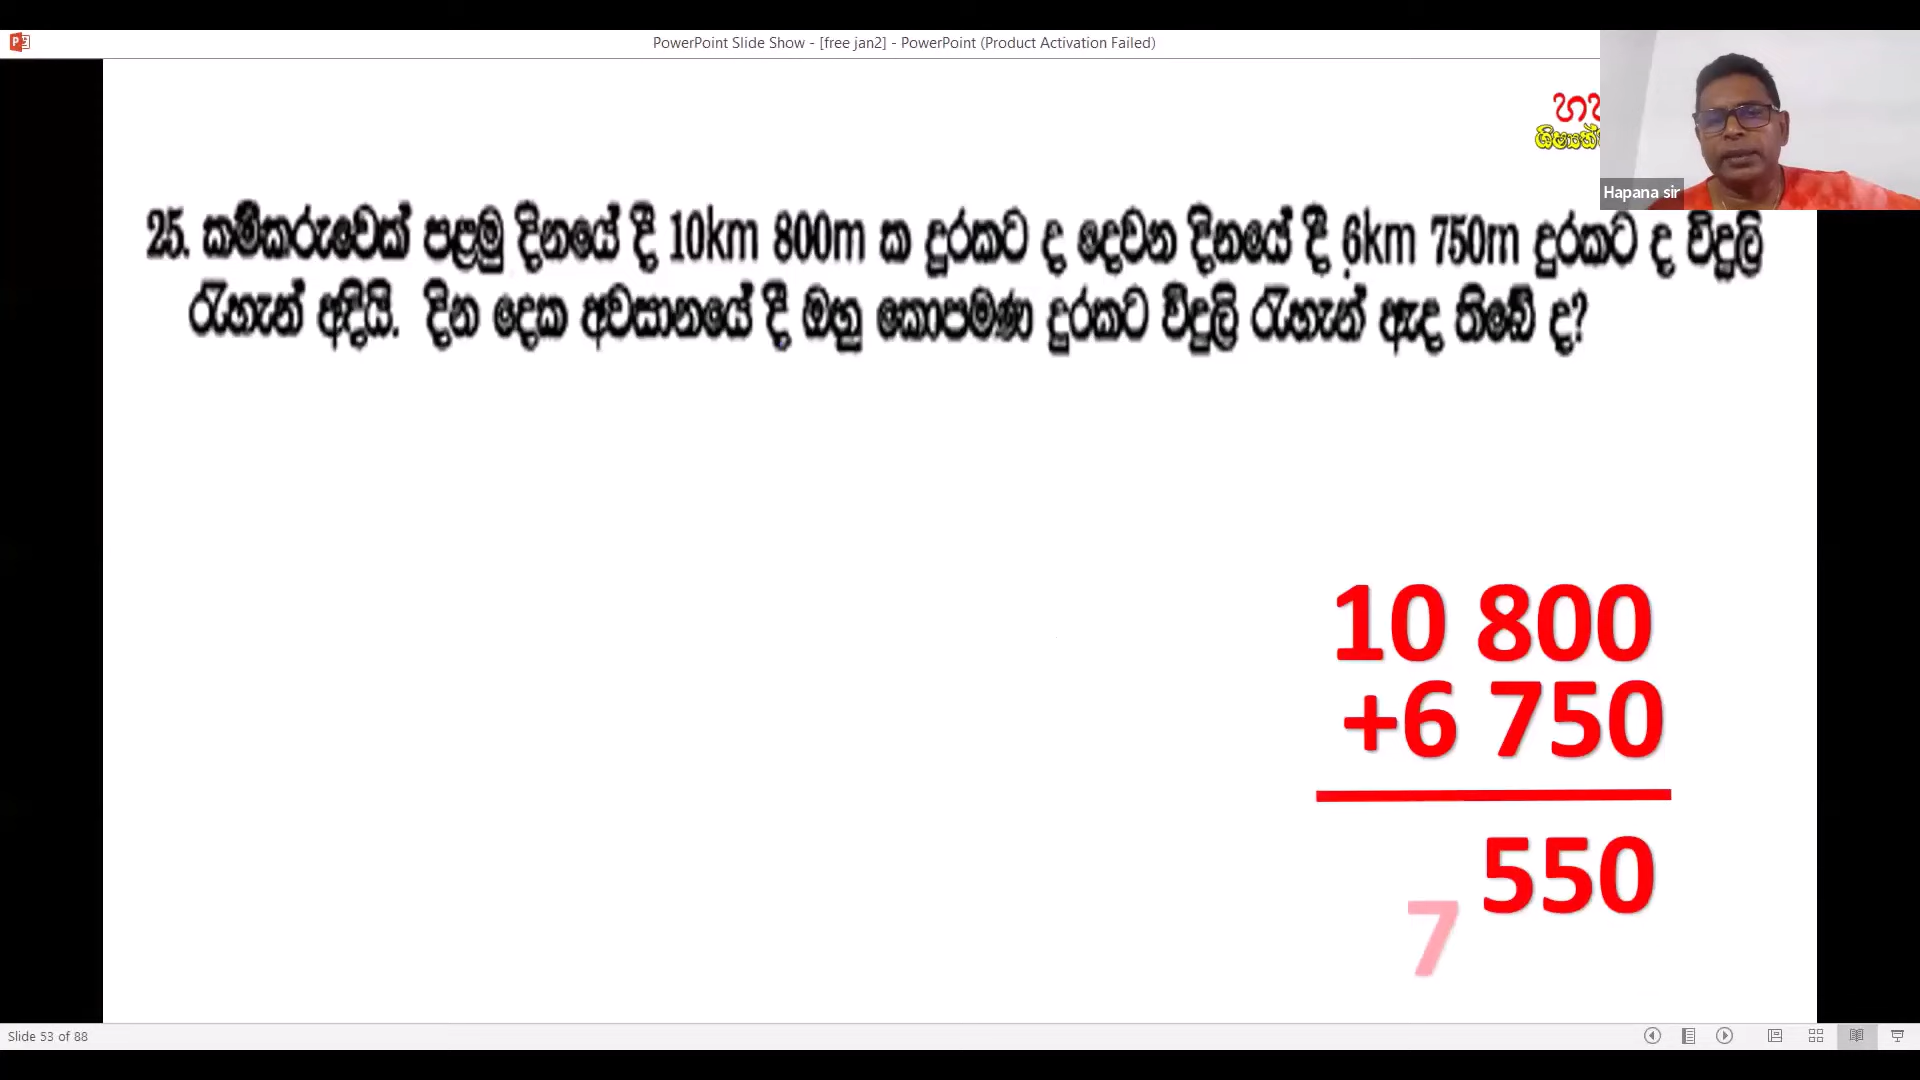 PowerPoint Slide Show - [free jan2] - PowerPoint (Product Activation Failed)
Hapana sir
25. කම්කරුවෙක් පළමු දිනයේ දී 10km 800m ක දුරකට ද දෙවන දිනයේ දී 6km 750m දුරකට ද විදුලි
රැහැන් අදියි. දින දෙක අවසානයේ දී ඔහු කොපමණ දුරකට විදුලි රැහැන් ඇද තිබේ ද?
10 800
+6 750
550
7
Slide 53 of 88